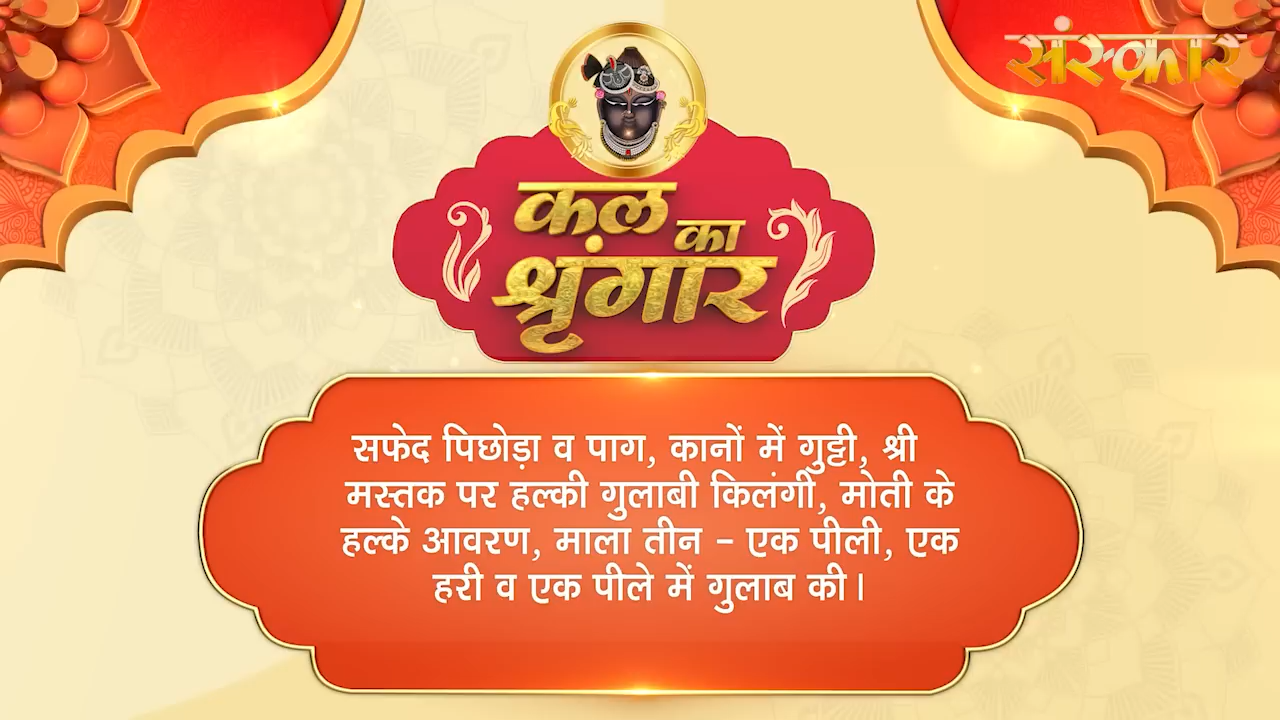 संस्कार
कल का
श्रृंगार
सफेद पिछोड़ा व पाग, कानों में गुट्टी, श्री
मस्तक पर हल्की गुलाबी किलंगी, मोती के
हल्के आवरण, माला तीन - एक पीली, एक
हरी व एक पीले में गुलाब की।